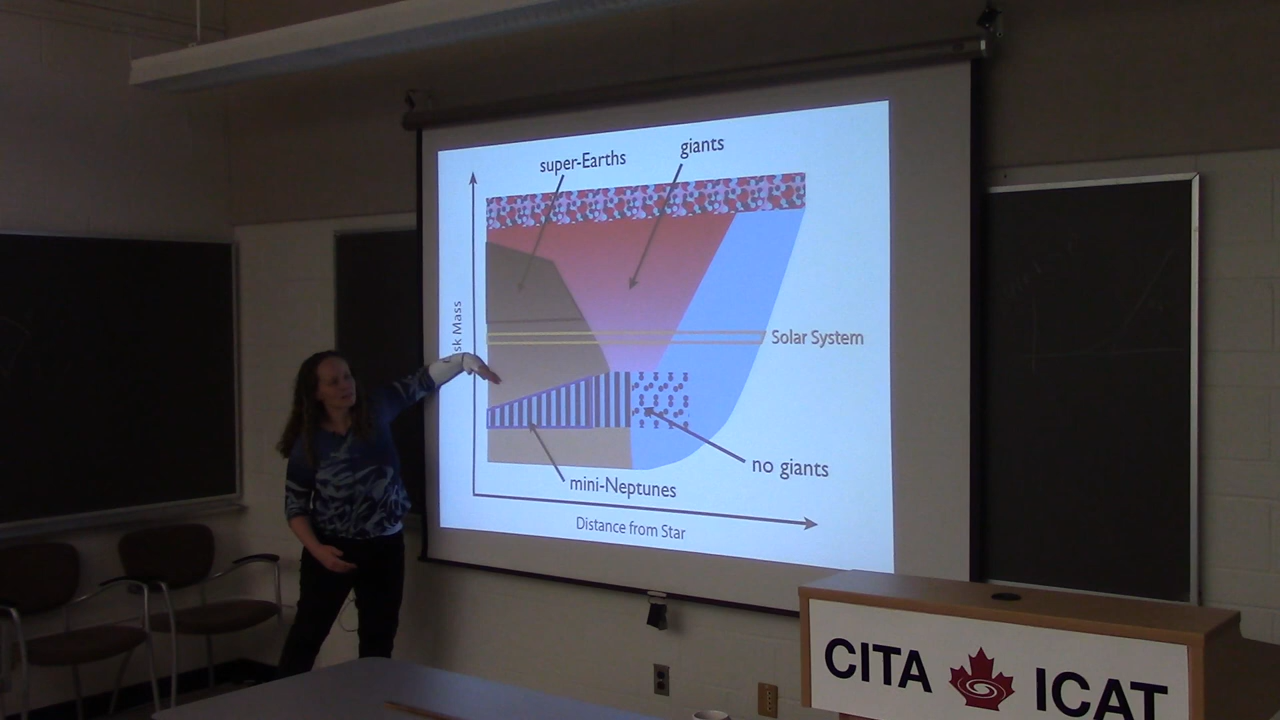 super-Earths
giants
sk Mass
Solar System
no giants
mini-Neptunes
Distance from Star
CITA ICAT